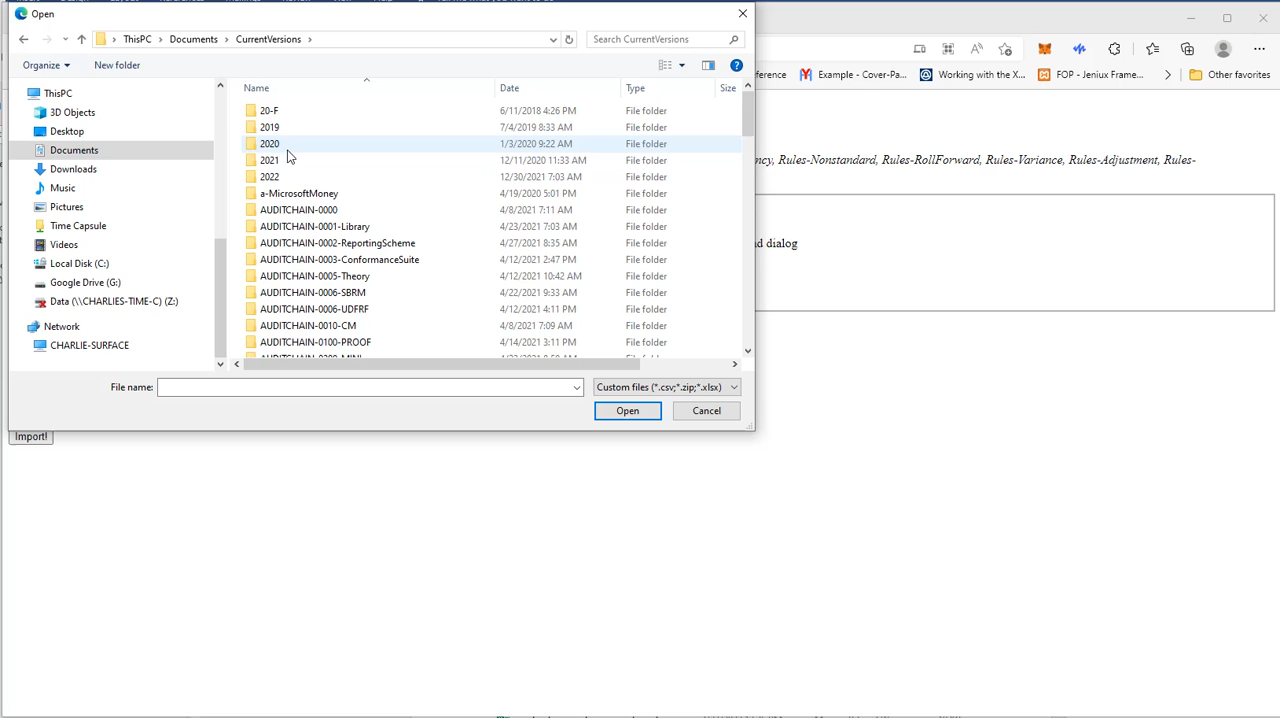 Open
ThisPC > Documents > CurrentVersions >
Search CurrentVersions
Organize
New folder
ThisPC
3D Objects
Desktop
Documents
Downloads
Music
Pictures
Time Capsule
Videos
Local Disk (C:)
Google Drive (G:)
Data (\\CHARLIES-TIME-C) (Z:)
Network
CHARLIE-SURFACE
Name Date Type Size
20-F 6/11/2018 4:26 PM File folder
2019 7/4/2019 8:33 AM File folder
2020 1/3/2020 9:22 AM File folder
2021 12/11/2020 11:33 AM File folder
2022 12/30/2021 7:03 AM File folder
a-MicrosoftMoney 4/19/2020 5:01 PM File folder
AUDITCHAIN-0000 4/8/2021 7:11 AM File folder
AUDITCHAIN-0001-Library 4/23/2021 7:03 AM File folder
AUDITCHAIN-0002-ReportingScheme 4/27/2021 8:35 AM File folder
AUDITCHAIN-0003-ConformanceSuite 4/12/2021 2:47 PM File folder
AUDITCHAIN-0005-Theory 4/12/2021 10:42 AM File folder
AUDITCHAIN-0006-SBRM 4/22/2021 9:33 AM File folder
AUDITCHAIN-0006-UDFRF 4/12/2021 4:11 PM File folder
AUDITCHAIN-0010-CM 4/8/2021 7:09 AM File folder
AUDITCHAIN-0100-PROOF 4/14/2021 3:11 PM File folder
File name:
Custom files (*.csv;*.zip;*.xlsx)
Open Cancel
Import!
ference
Example - Cover-Pa...
Working with the X...
FOP - Jeniux Frame...
Other favorites
ncy, Rules-Nonstandard, Rules-RollForward, Rules-Variance, Rules-Adjustment, Rules-
d dialog